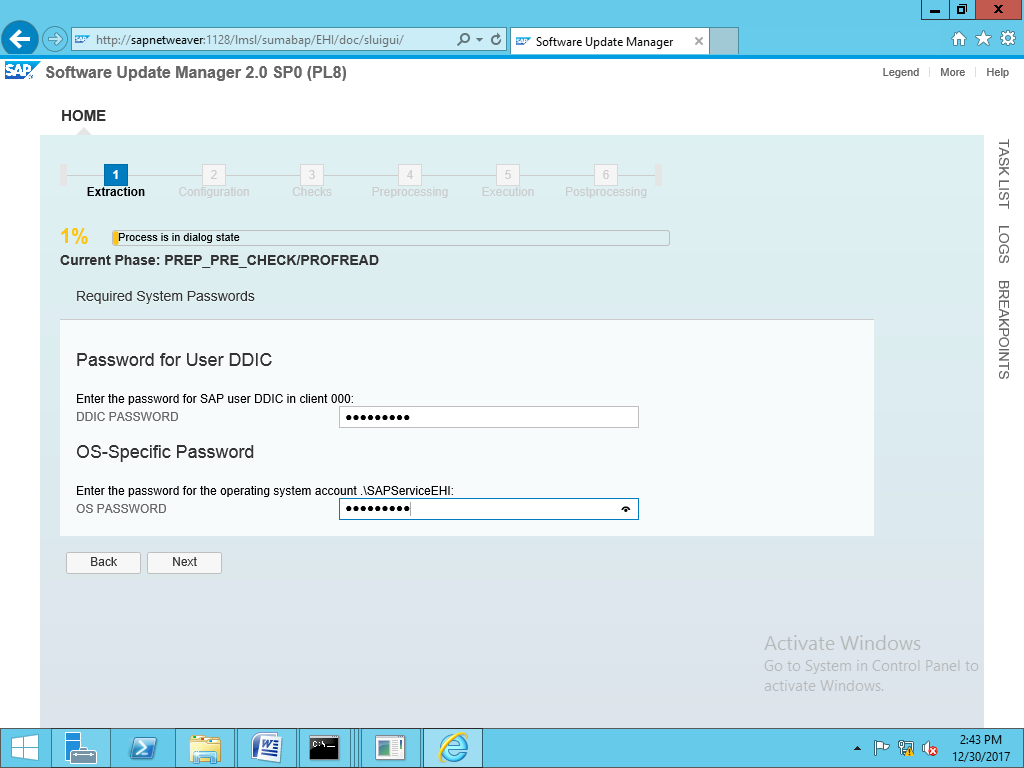 http://sapnetweaver:1128/lmsl/sumabap/EHI/doc/sluigui/
Software Update Manager
SAP Software Update Manager 2.0 SP0 (PL8)
Legend More Help
HOME
1 2 3 4 5 6
Extraction Configuration Checks Preprocessing Execution Postprocessing
1% Process is in dialog state
Current Phase: PREP_PRE_CHECK/PROFREAD
Required System Passwords
Password for User DDIC
Enter the password for SAP user DDIC in client 000:
DDIC PASSWORD •••••••••
OS-Specific Password
Enter the password for the operating system account .\SAPServiceEHI:
OS PASSWORD •••••••••
Back Next
TASK LIST
LOGS
BREAKPOINTS
Activate Windows
Go to System in Control Panel to
activate Windows.
2:43 PM
12/30/2017